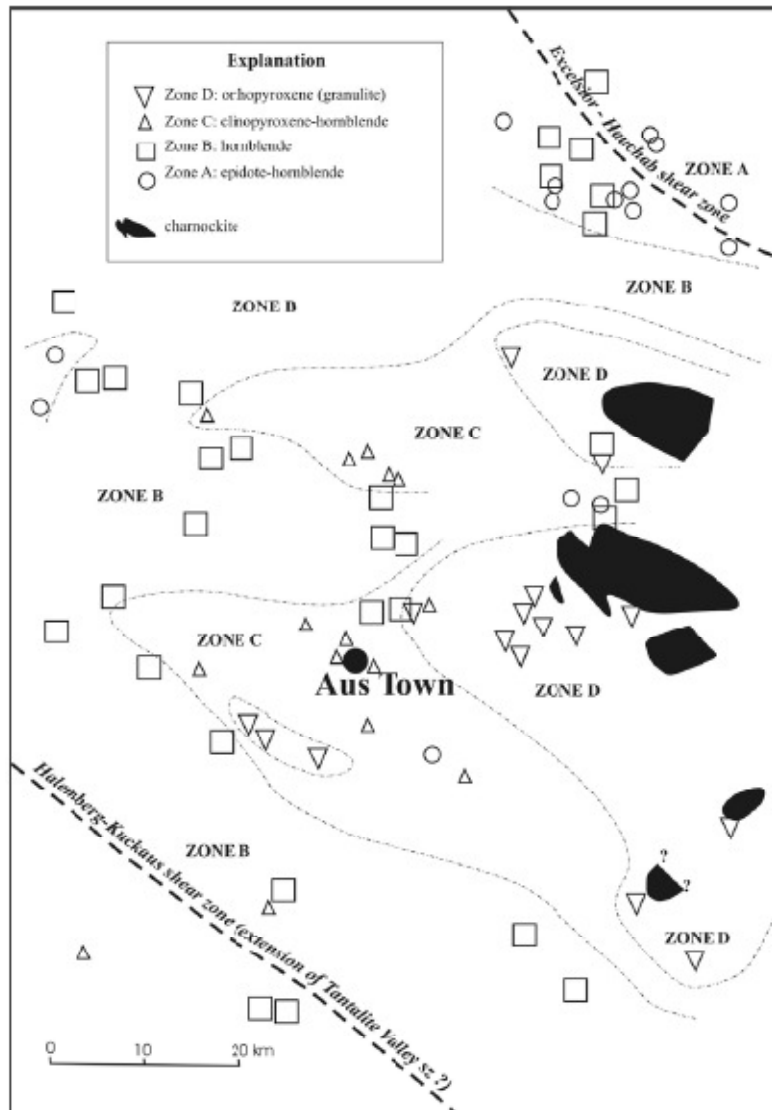 Explanation
Zone D: orthopyroxene (granulite)
Zone C: clinopyroxene-hornblende
Zone B: hornblende
Zone A: epidote-hornblende
charnockite
Excelsior - Hauchab shear zone
ZONE A
ZONE D
ZONE B
ZONE D
ZONE C
ZONE B
ZONE C
Aus Town
ZONE D
Halemberg-Kuckaus shear zone (extension of Tantalite Valley sz ?)
ZONE B
?
?
ZONE D
0 10 20 km